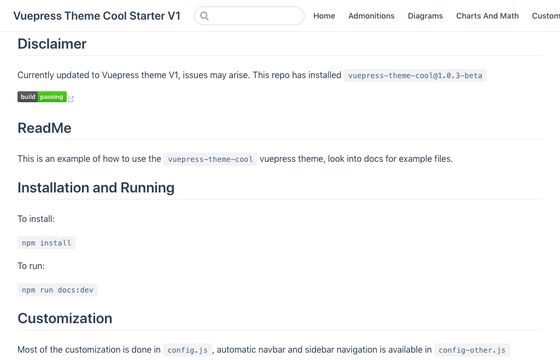 Vuepress Theme Cool Starter V1
Home Admonitions Diagrams Charts And Math Custom
Disclaimer
Currently updated to Vuepress theme V1, issues may arise. This repo has installed vuepress-theme-cool@1.0.3-beta
build passing
ReadMe
This is an example of how to use the vuepress-theme-cool vuepress theme, look into docs for example files.
Installation and Running
To install:
npm install
To run:
npm run docs:dev
Customization
Most of the customization is done in config.js , automatic navbar and sidebar navigation is available in config-other.js